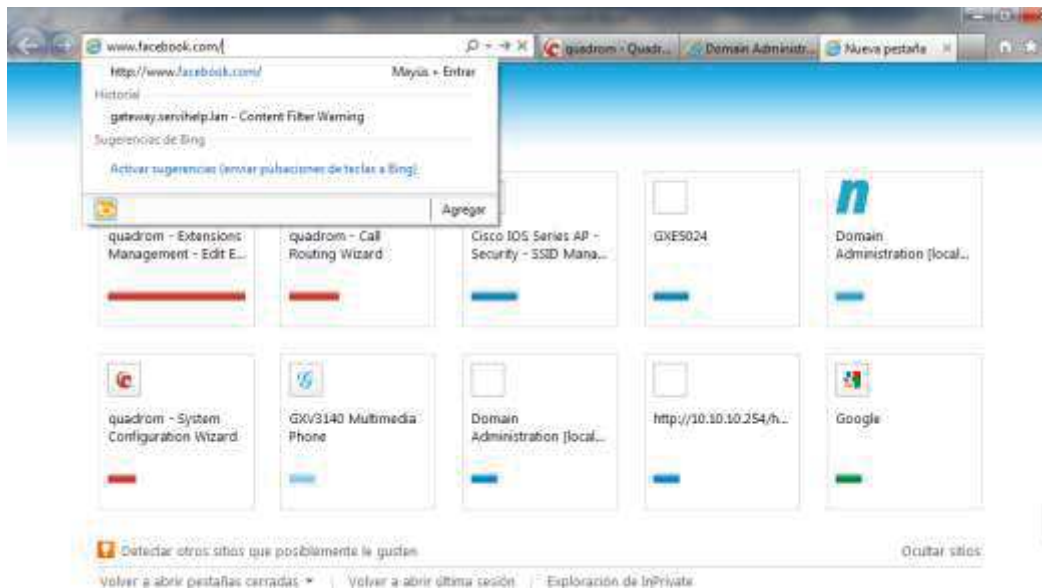 www.facebook.com/
quadrom - Quadr...
Domain Administr...
Nueva pestaña
http://www.facebook.com/ Mayús + Entrar
Historial
gateway.servihelp.lan - Content Filter Warning
Sugerencias de Bing
Activar sugerencias (enviar pulsaciones de teclas a Bing)
Agregar
quadrom - Extensions
Management - Edit E...
quadrom - Call
Routing Wizard
Cisco IOS Series AP -
Security - SSID Mana...
GXE5024
Domain
Administration [local...
quadrom - System
Configuration Wizard
GXV3140 Multimedia
Phone
Domain
Administration [local...
http://10.10.10.254/h...
Google
Detectar otros sitios que posiblemente le gusten
Ocultar sitios
Volver a abrir pestañas cerradas
Volver a abrir última sesión
Exploración de InPrivate